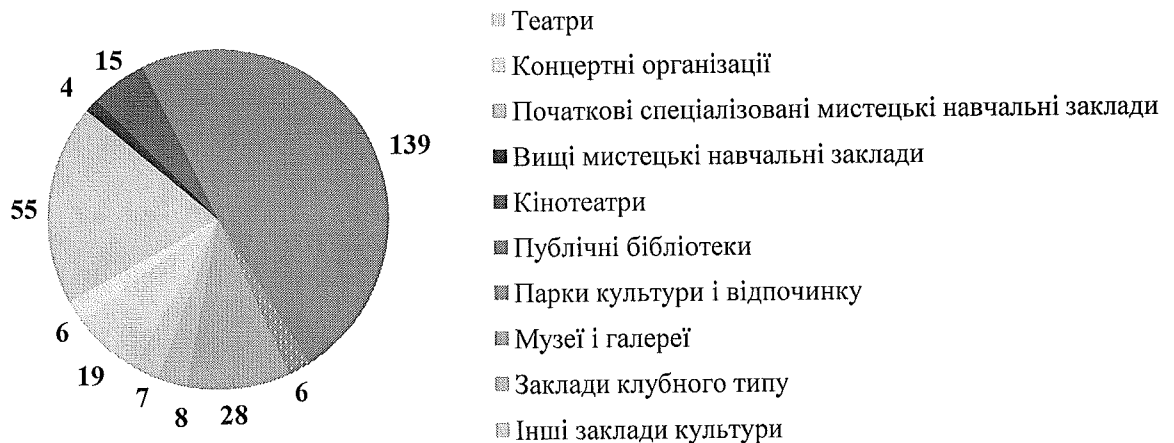 15
4
139
55
6
19
7
8
28
6
Театри
Концертні організації
Початкові спеціалізовані мистецькі навчальні заклади
Вищі мистецькі навчальні заклади
Кінотеатри
Публічні бібліотеки
Парки культури і відпочинку
Музеї і галереї
Заклади клубного типу
Інші заклади культури